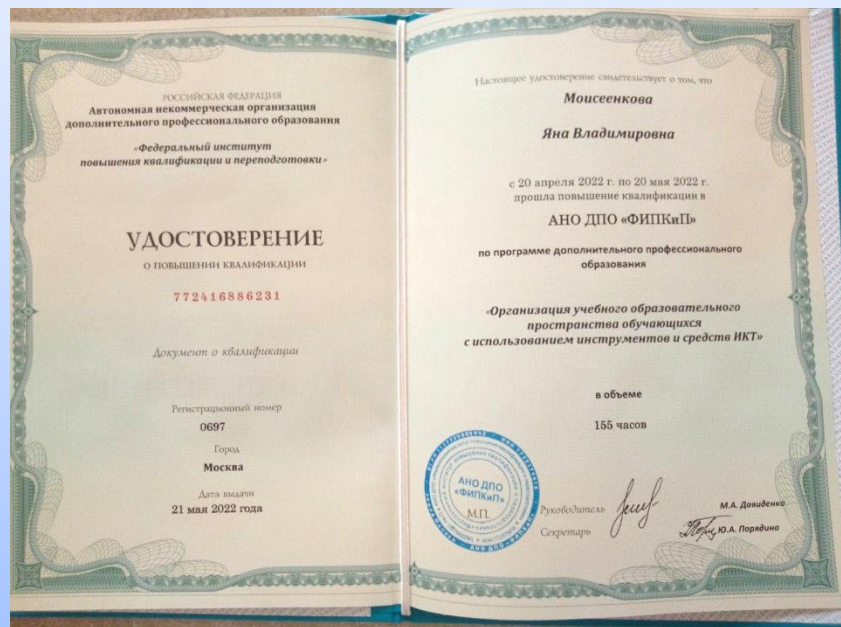 РОССИЙСКАЯ ФЕДЕРАЦИЯ
Автономная некоммерческая организация
дополнительного профессионального образования
«Федеральный институт
повышения квалификации и переподготовки»
УДОСТОВЕРЕНИЕ
О ПОВЫШЕНИИ КВАЛИФИКАЦИИ
772416886231
Документ о квалификации
Регистрационный номер
0697
Город
Москва
Дата выдачи
21 мая 2022 года
Настоящее удостоверение свидетельствует о том, что
Моисеенкова
Яна Владимировна
с 20 апреля 2022 г. по 20 мая 2022 г.
прошла повышение квалификации в
АНО ДПО «ФИПКиП»
по программе дополнительного профессионального
образования
«Организация учебного образовательного
пространства обучающихся
с использованием инструментов и средств ИКТ»
в объеме
155 часов
АНО ДПО
«ФИПКиП»
М.П.
Руководитель
М.А. Давиденко
Секретарь
Ю.А. Порядина